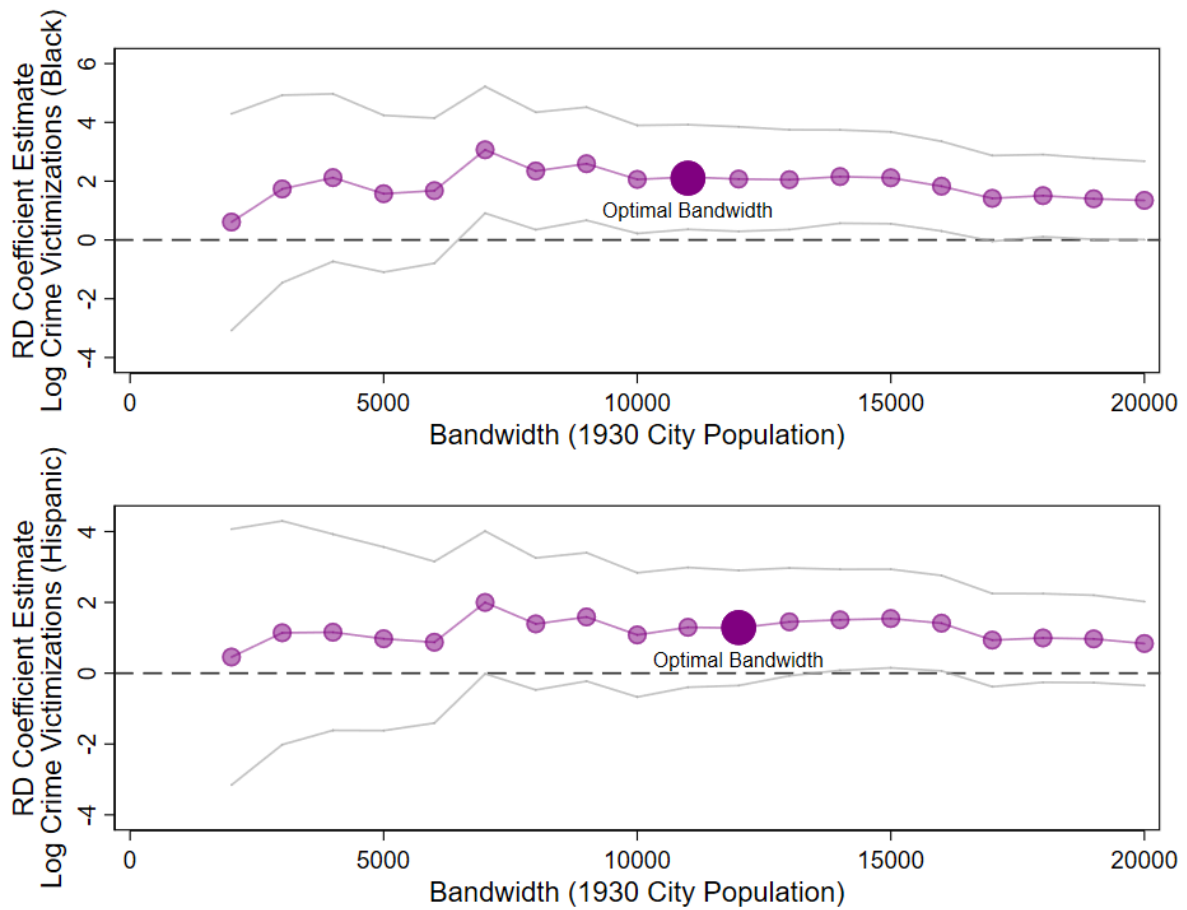 RD Coefficient Estimate
Log Crime Victimizations (Black)
6
4
2
0
-2
-4
Optimal Bandwidth
0 5000 10000 15000 20000
Bandwidth (1930 City Population)
RD Coefficient Estimate
Log Crime Victimizations (Hispanic)
4
2
0
-2
-4
Optimal Bandwidth
0 5000 10000 15000 20000
Bandwidth (1930 City Population)